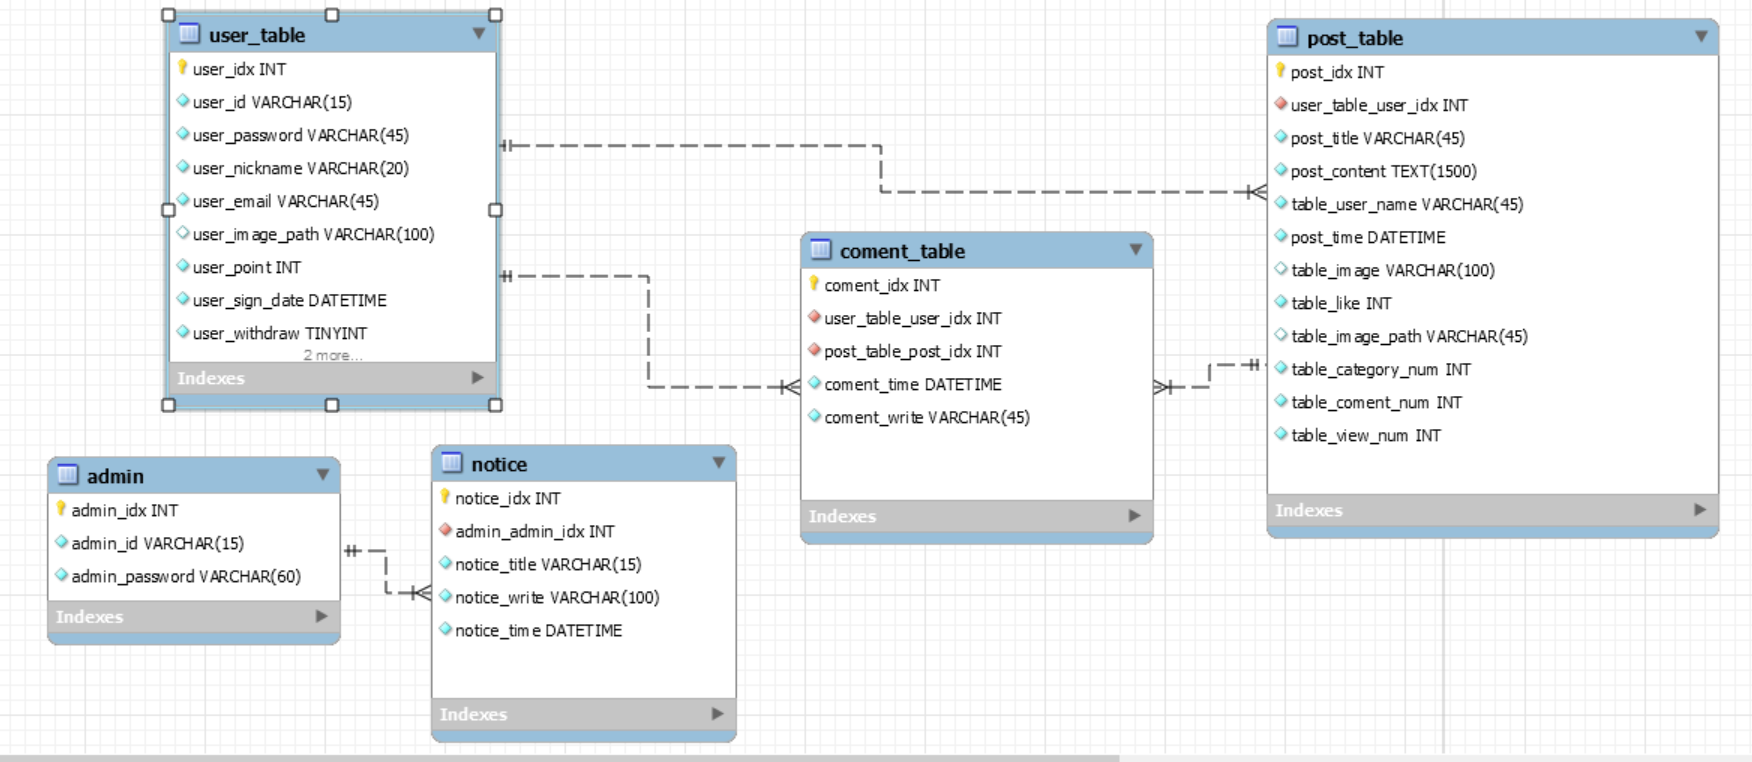 user_table
user_idx INT
user_id VARCHAR(15)
user_password VARCHAR(45)
user_nickname VARCHAR(20)
user_email VARCHAR(45)
user_image_path VARCHAR(100)
user_point INT
user_sign_date DATETIME
user_withdraw TINYINT
2 more...
Indexes
post_table
post_idx INT
user_table_user_idx INT
post_title VARCHAR(45)
post_content TEXT(1500)
table_user_name VARCHAR(45)
post_time DATETIME
table_image VARCHAR(100)
table_like INT
table_image_path VARCHAR(45)
table_category_num INT
table_coment_num INT
table_view_num INT
Indexes
coment_table
coment_idx INT
user_table_user_idx INT
post_table_post_idx INT
coment_time DATETIME
coment_write VARCHAR(45)
Indexes
admin
admin_idx INT
admin_id VARCHAR(15)
admin_password VARCHAR(60)
Indexes
notice
notice_idx INT
admin_admin_idx INT
notice_title VARCHAR(15)
notice_write VARCHAR(100)
notice_time DATETIME
Indexes